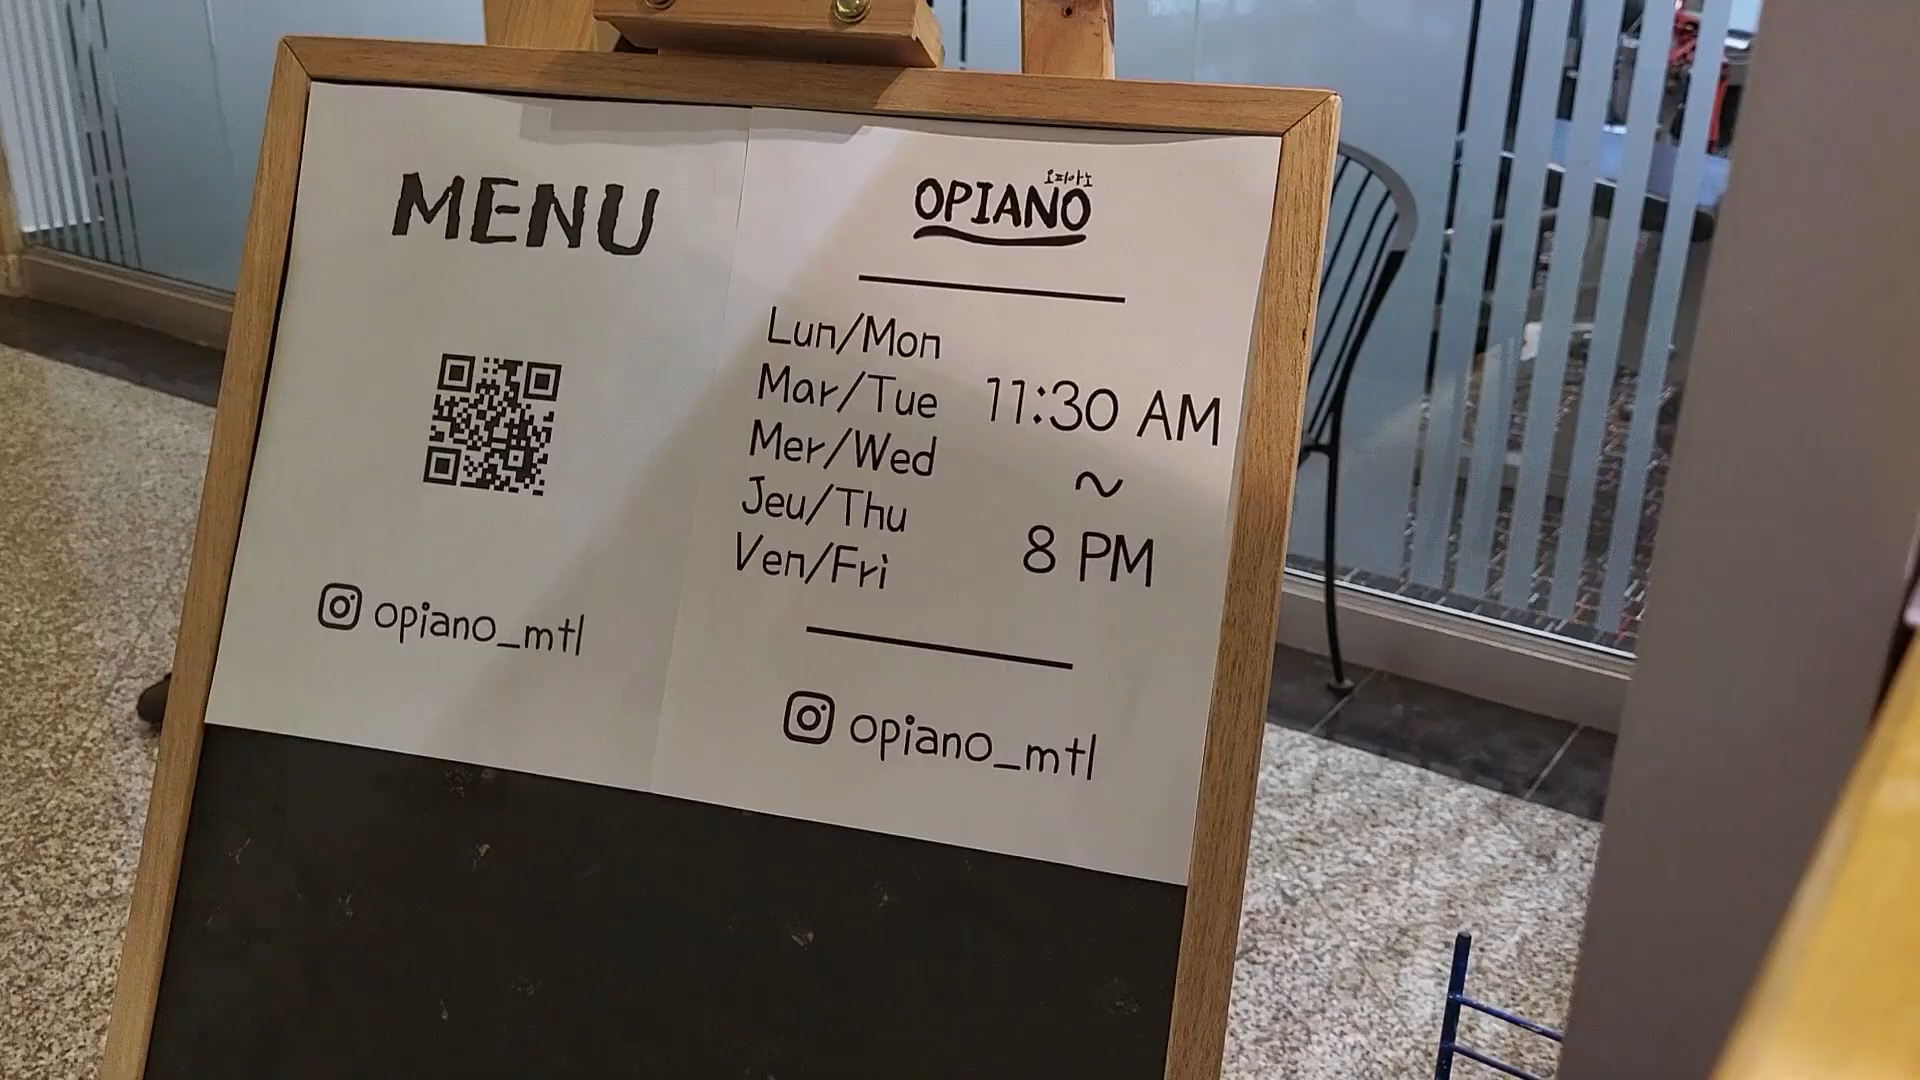 MENU
opiano_mtl
오피아노
OPIANO
Lun/Mon
Mar/Tue
Mer/Wed
Jeu/Thu
Ven/Fri
11:30 AM
~
8 PM
opiano_mtl